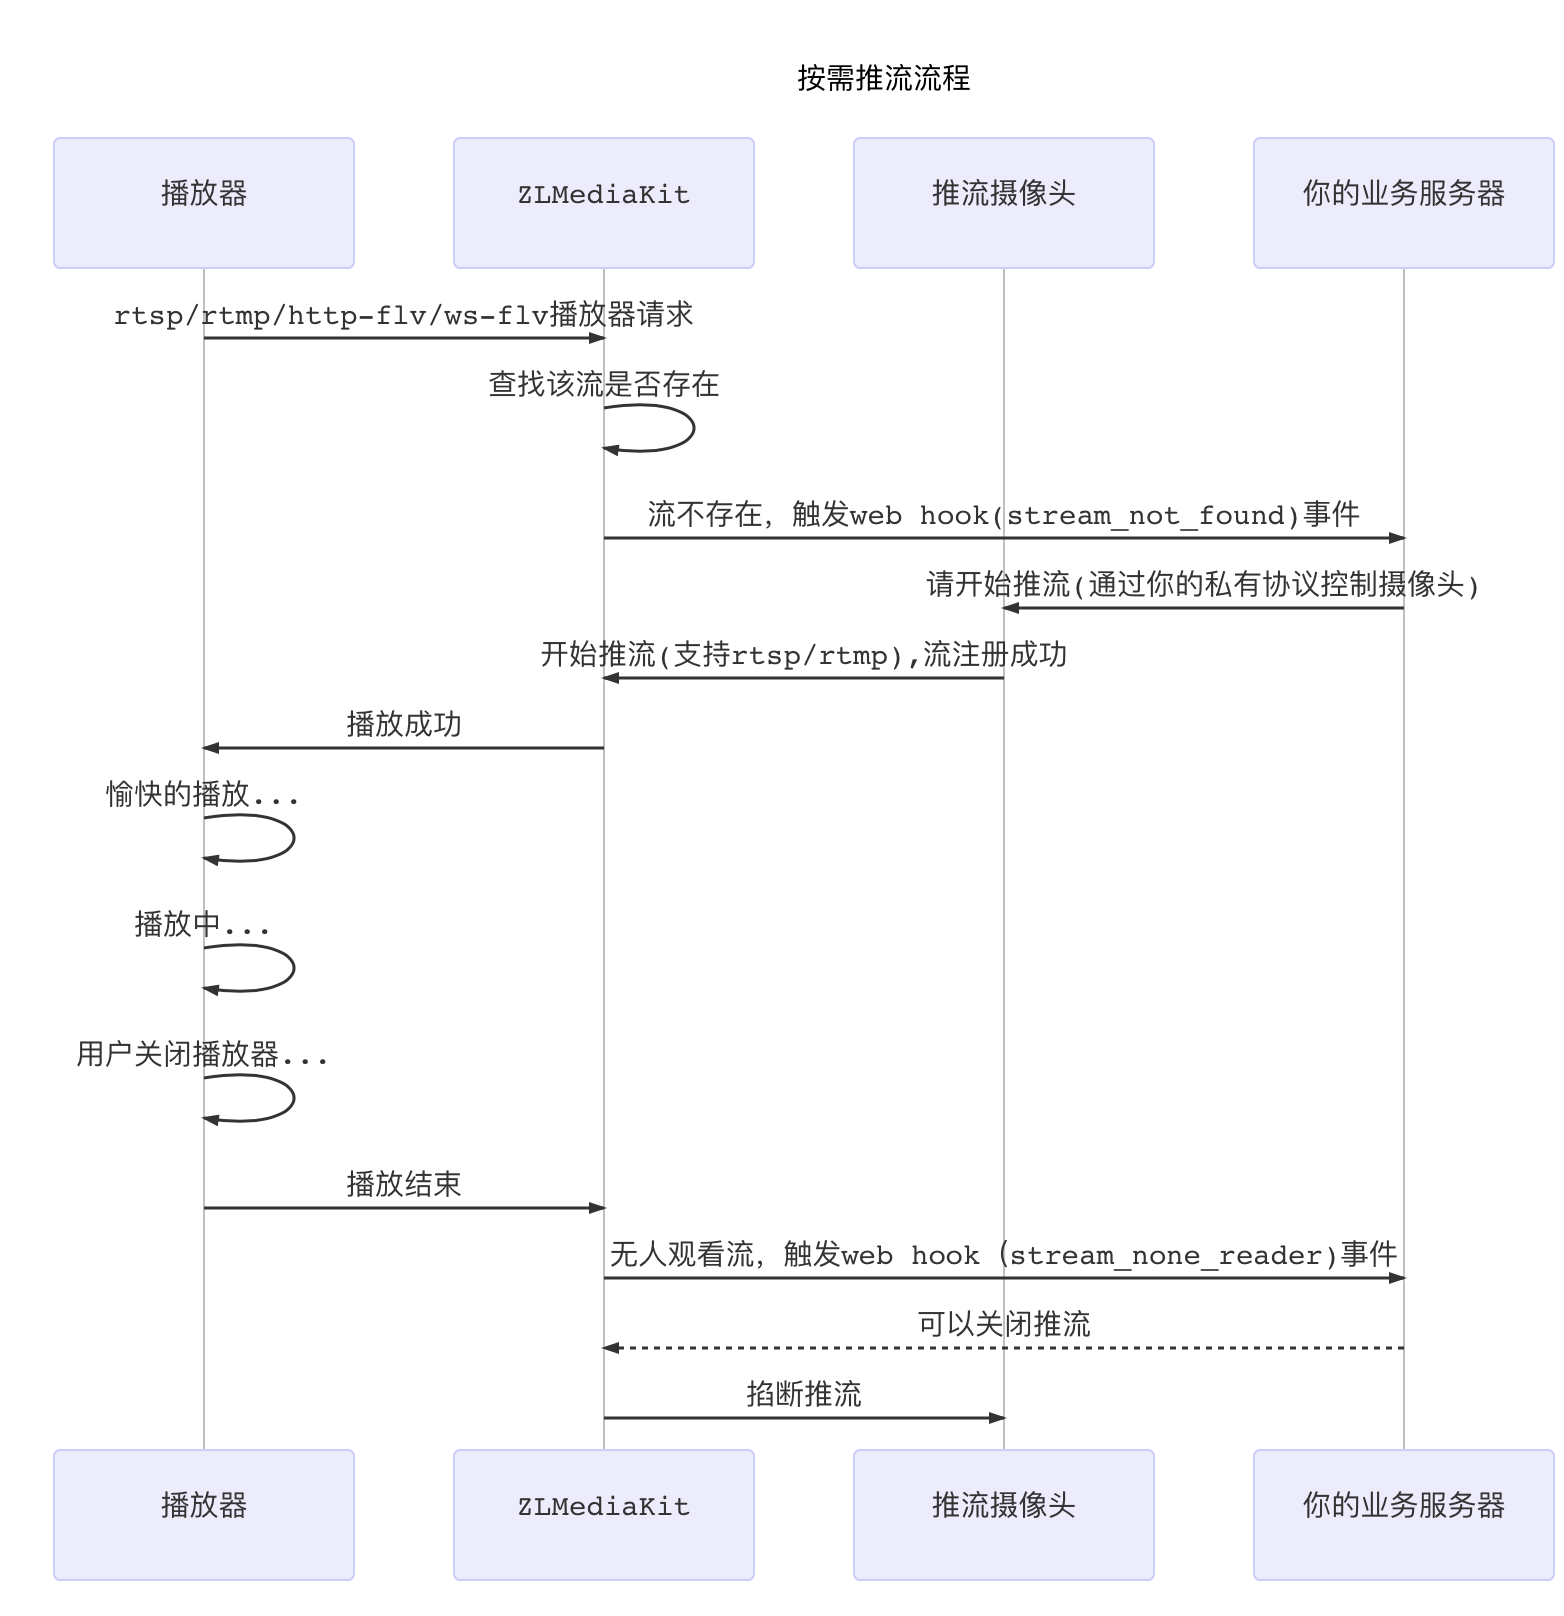 按需推流流程
播放器
ZLMediaKit
推流摄像头
你的业务服务器
rtsp/rtmp/http-flv/ws-flv播放器请求
查找该流是否存在
流不存在，触发web hook(stream_not_found)事件
请开始推流(通过你的私有协议控制摄像头)
开始推流(支持rtsp/rtmp),流注册成功
播放成功
愉快的播放...
播放中...
用户关闭播放器...
播放结束
无人观看流，触发web hook（stream_none_reader)事件
可以关闭推流
掐断推流
播放器
ZLMediaKit
推流摄像头
你的业务服务器